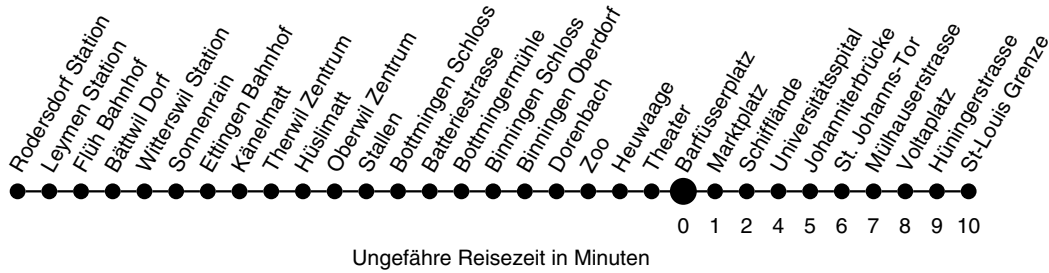 Rodersdorf Station
Leymen Station
Flüh Bahnhof
Bättwil Dorf
Witterswil Station
Sonnenrain
Ettingen Bahnhof
Känelmatt
Therwil Zentrum
Hüslimatt
Oberwil Zentrum
Stallen
Bottmingen Schloss
Batteriestrasse
Bottmingermühle
Binningen Schloss
Binningen Oberdorf
Dorenbach
Zoo
Heuwaage
Theater
Barfüsserplatz
Marktplatz
Schifflände
Universitätsspital
Johanniterbrücke
St. Johanns-Tor
Mülhauserstrasse
Voltaplatz
Hüningerstrasse
St-Louis Grenze
0 1 2 4 5 6 7 8 9 10
Ungefähre Reisezeit in Minuten